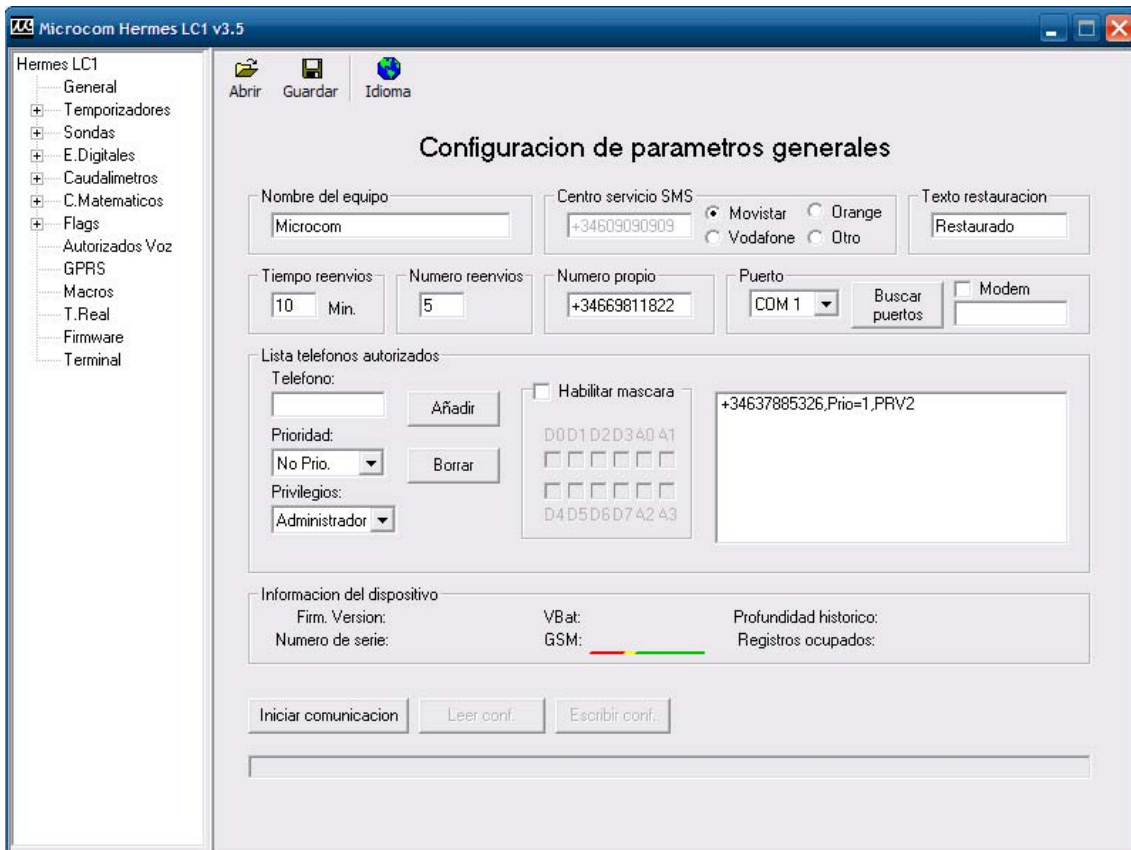 Microcom Hermes LC1 v3.5
Hermes LC1
General
Temporizadores
Sondas
E.Digitales
Caudalimetros
C.Matematicos
Flags
Autorizados Voz
GPRS
Macros
T.Real
Firmware
Terminal
Abrir Guardar Idioma
Configuracion de parametros generales
Nombre del equipo
Microcom
Centro servicio SMS
+34609090909
Movistar Orange
Vodafone Otro
Texto restauracion
Restaurado
Tiempo reenvios
10 Min.
Numero reenvios
5
Numero propio
+34669811822
Puerto
COM 1
Buscar
puertos
Modem
Lista telefonos autorizados
Telefono:
Añadir
Prioridad:
No Prio.
Borrar
Privilegios:
Administrador
Habilitar mascara
D0 D1 D2 D3 A0 A1
D4 D5 D6 D7 A2 A3
+34637885326,Prio=1,PRV2
Informacion del dispositivo
Firm. Version: VBat: Profundidad historico:
Numero de serie: GSM: Registros ocupados:
Iniciar comunicacion Leer conf. Escribir conf.